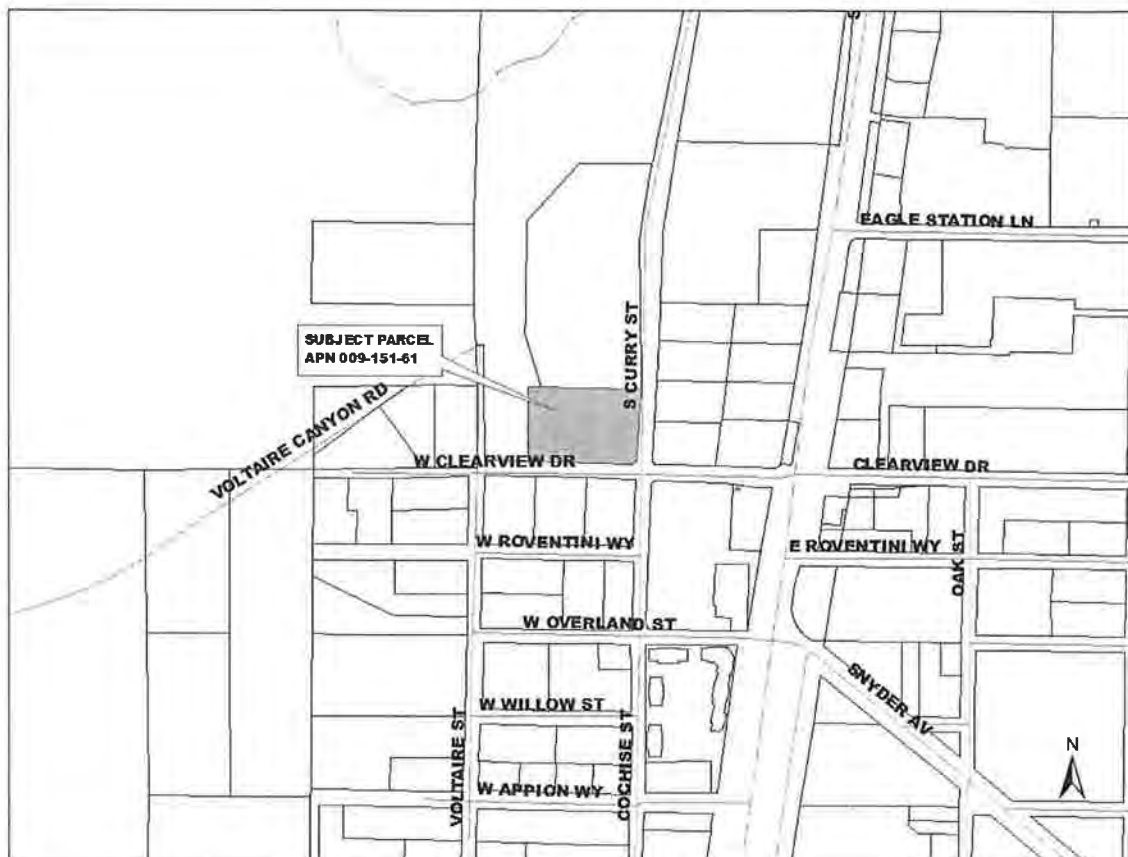 EAGLE STATION LN
S CURRY ST
SUBJECT PARCEL
APN 009-151-61
VOLTAIRE CANYON RD
W CLEARVIEW DR
CLEARVIEW DR
W ROVENTINI WY
E ROVENTINI WY
OAK ST
W OVERLAND ST
SNYDER AV
W WILLOW ST
VOLTAIRE ST
COCHISE ST
W APPION WY
N